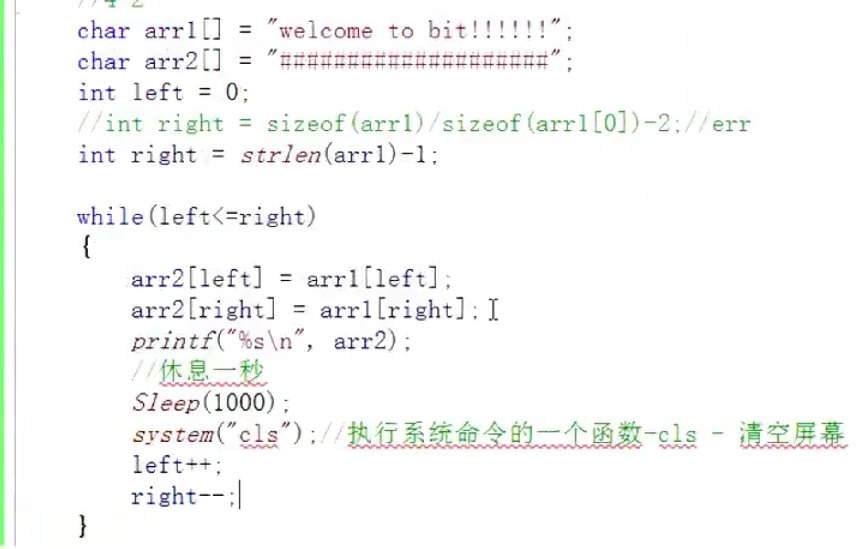 char arr1[] = "welcome to bit!!!!!!";
char arr2[] = "####################";
int left = 0;
//int right = sizeof(arr1)/sizeof(arr1[0])-2;//err
int right = strlen(arr1)-1;
while(left<=right)
{
arr2[left] = arr1[left];
arr2[right] = arr1[right];
printf("%s\n", arr2);
//休息一秒
Sleep(1000);
system("cls");//执行系统命令的一个函数-cls - 清空屏幕
left++;
right--;
}